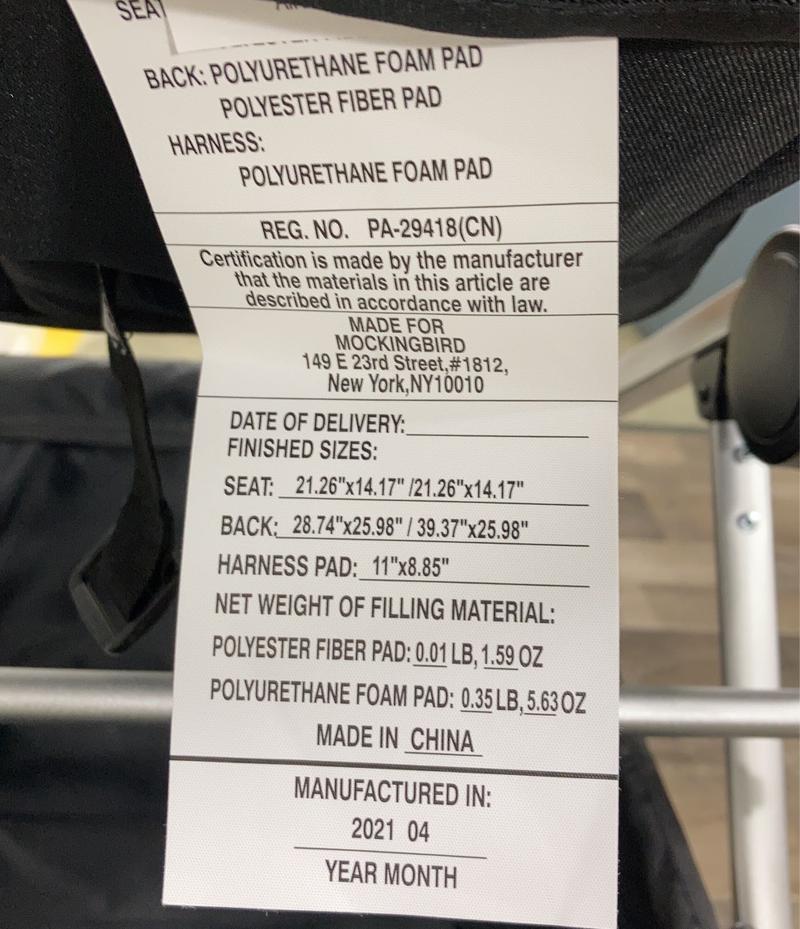 SEAT
BACK: POLYURETHANE FOAM PAD
POLYESTER FIBER PAD
HARNESS:
POLYURETHANE FOAM PAD
REG. NO. PA-29418(CN)
Certification is made by the manufacturer
that the materials in this article are
described in accordance with law.
MADE FOR
MOCKINGBIRD
149 E 23rd Street,#1812,
New York,NY10010
DATE OF DELIVERY:
FINISHED SIZES:
SEAT: 21.26"x14.17" /21.26"x14.17"
BACK: 28.74"x25.98" / 39.37"x25.98"
HARNESS PAD: 11"x8.85"
NET WEIGHT OF FILLING MATERIAL:
POLYESTER FIBER PAD: 0.01 LB, 1.59 OZ
POLYURETHANE FOAM PAD: 0.35 LB, 5.63 OZ
MADE IN CHINA
MANUFACTURED IN:
2021 04
YEAR MONTH